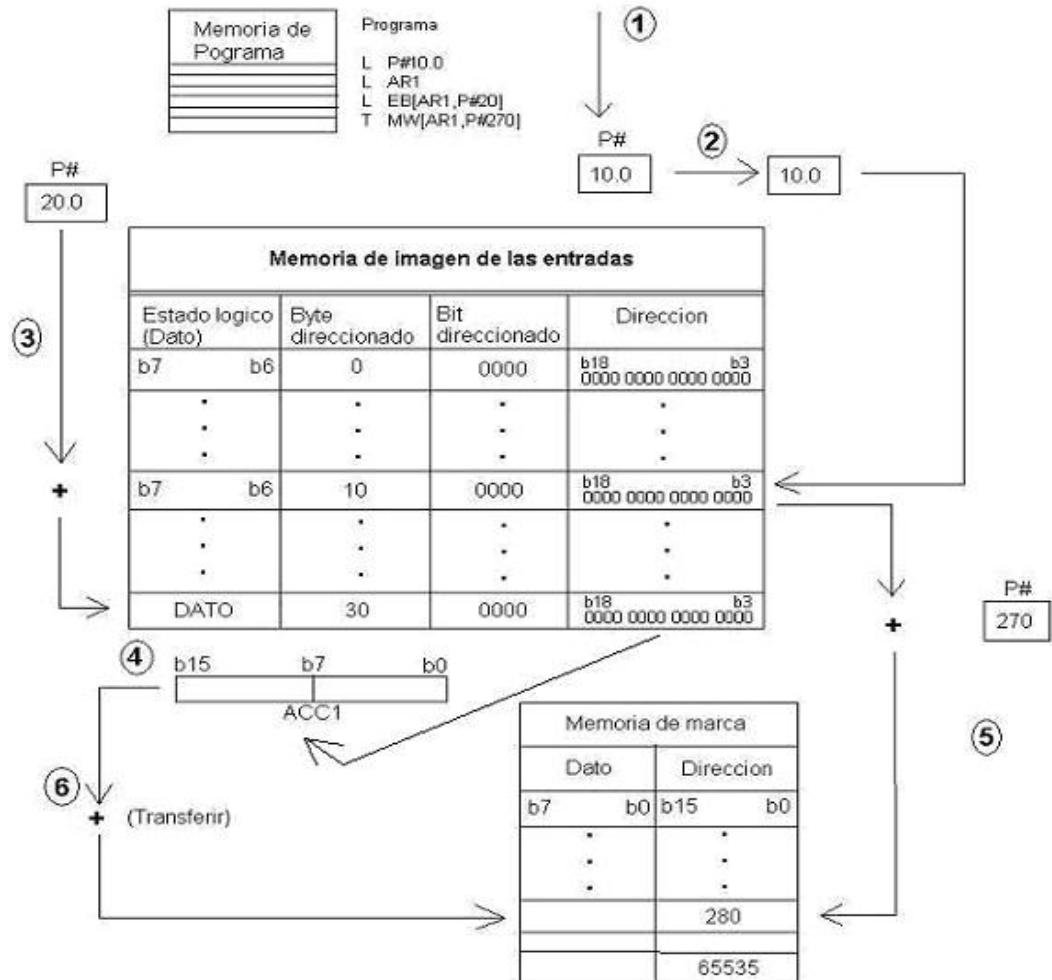 Memoria de
Pograma
Programa
L P#10.0
L AR1
L EB[AR1,P#20]
T MW[AR1,P#270]
1
P#
10.0
2
10.0
P#
20.0
3
+
Memoria de imagen de las entradas
Estado logico
(Dato)
Byte
direccionado
Bit
direccionado
Direccion
b7 b6 0 0000 b18 b3
0000 0000 0000 0000
b7 b6 10 0000 b18 b3
0000 0000 0000 0000
DATO 30 0000 b18 b3
0000 0000 0000 0000
P#
270
+
4
b15 b7 b0
ACC1
5
6
+ (Transferir)
Memoria de marca
Dato Direccion
b7 b0 b15 b0
280
65535